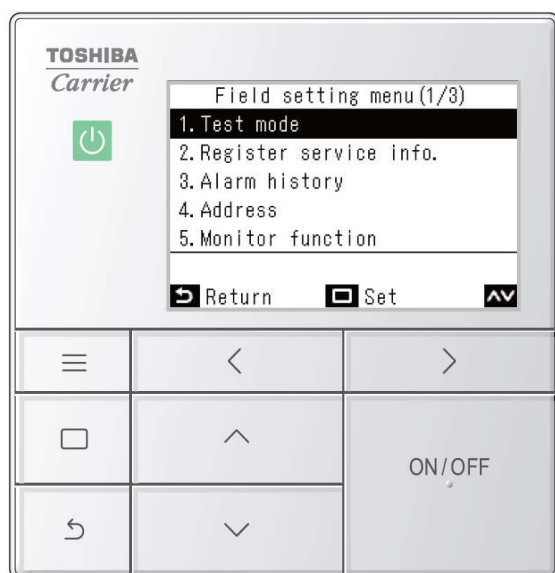 TOSHIBA
Carrier
Field setting menu(1/3)
1.Test mode
2.Register service info.
3.Alarm history
4.Address
5.Monitor function
Return Set
ON/OFF